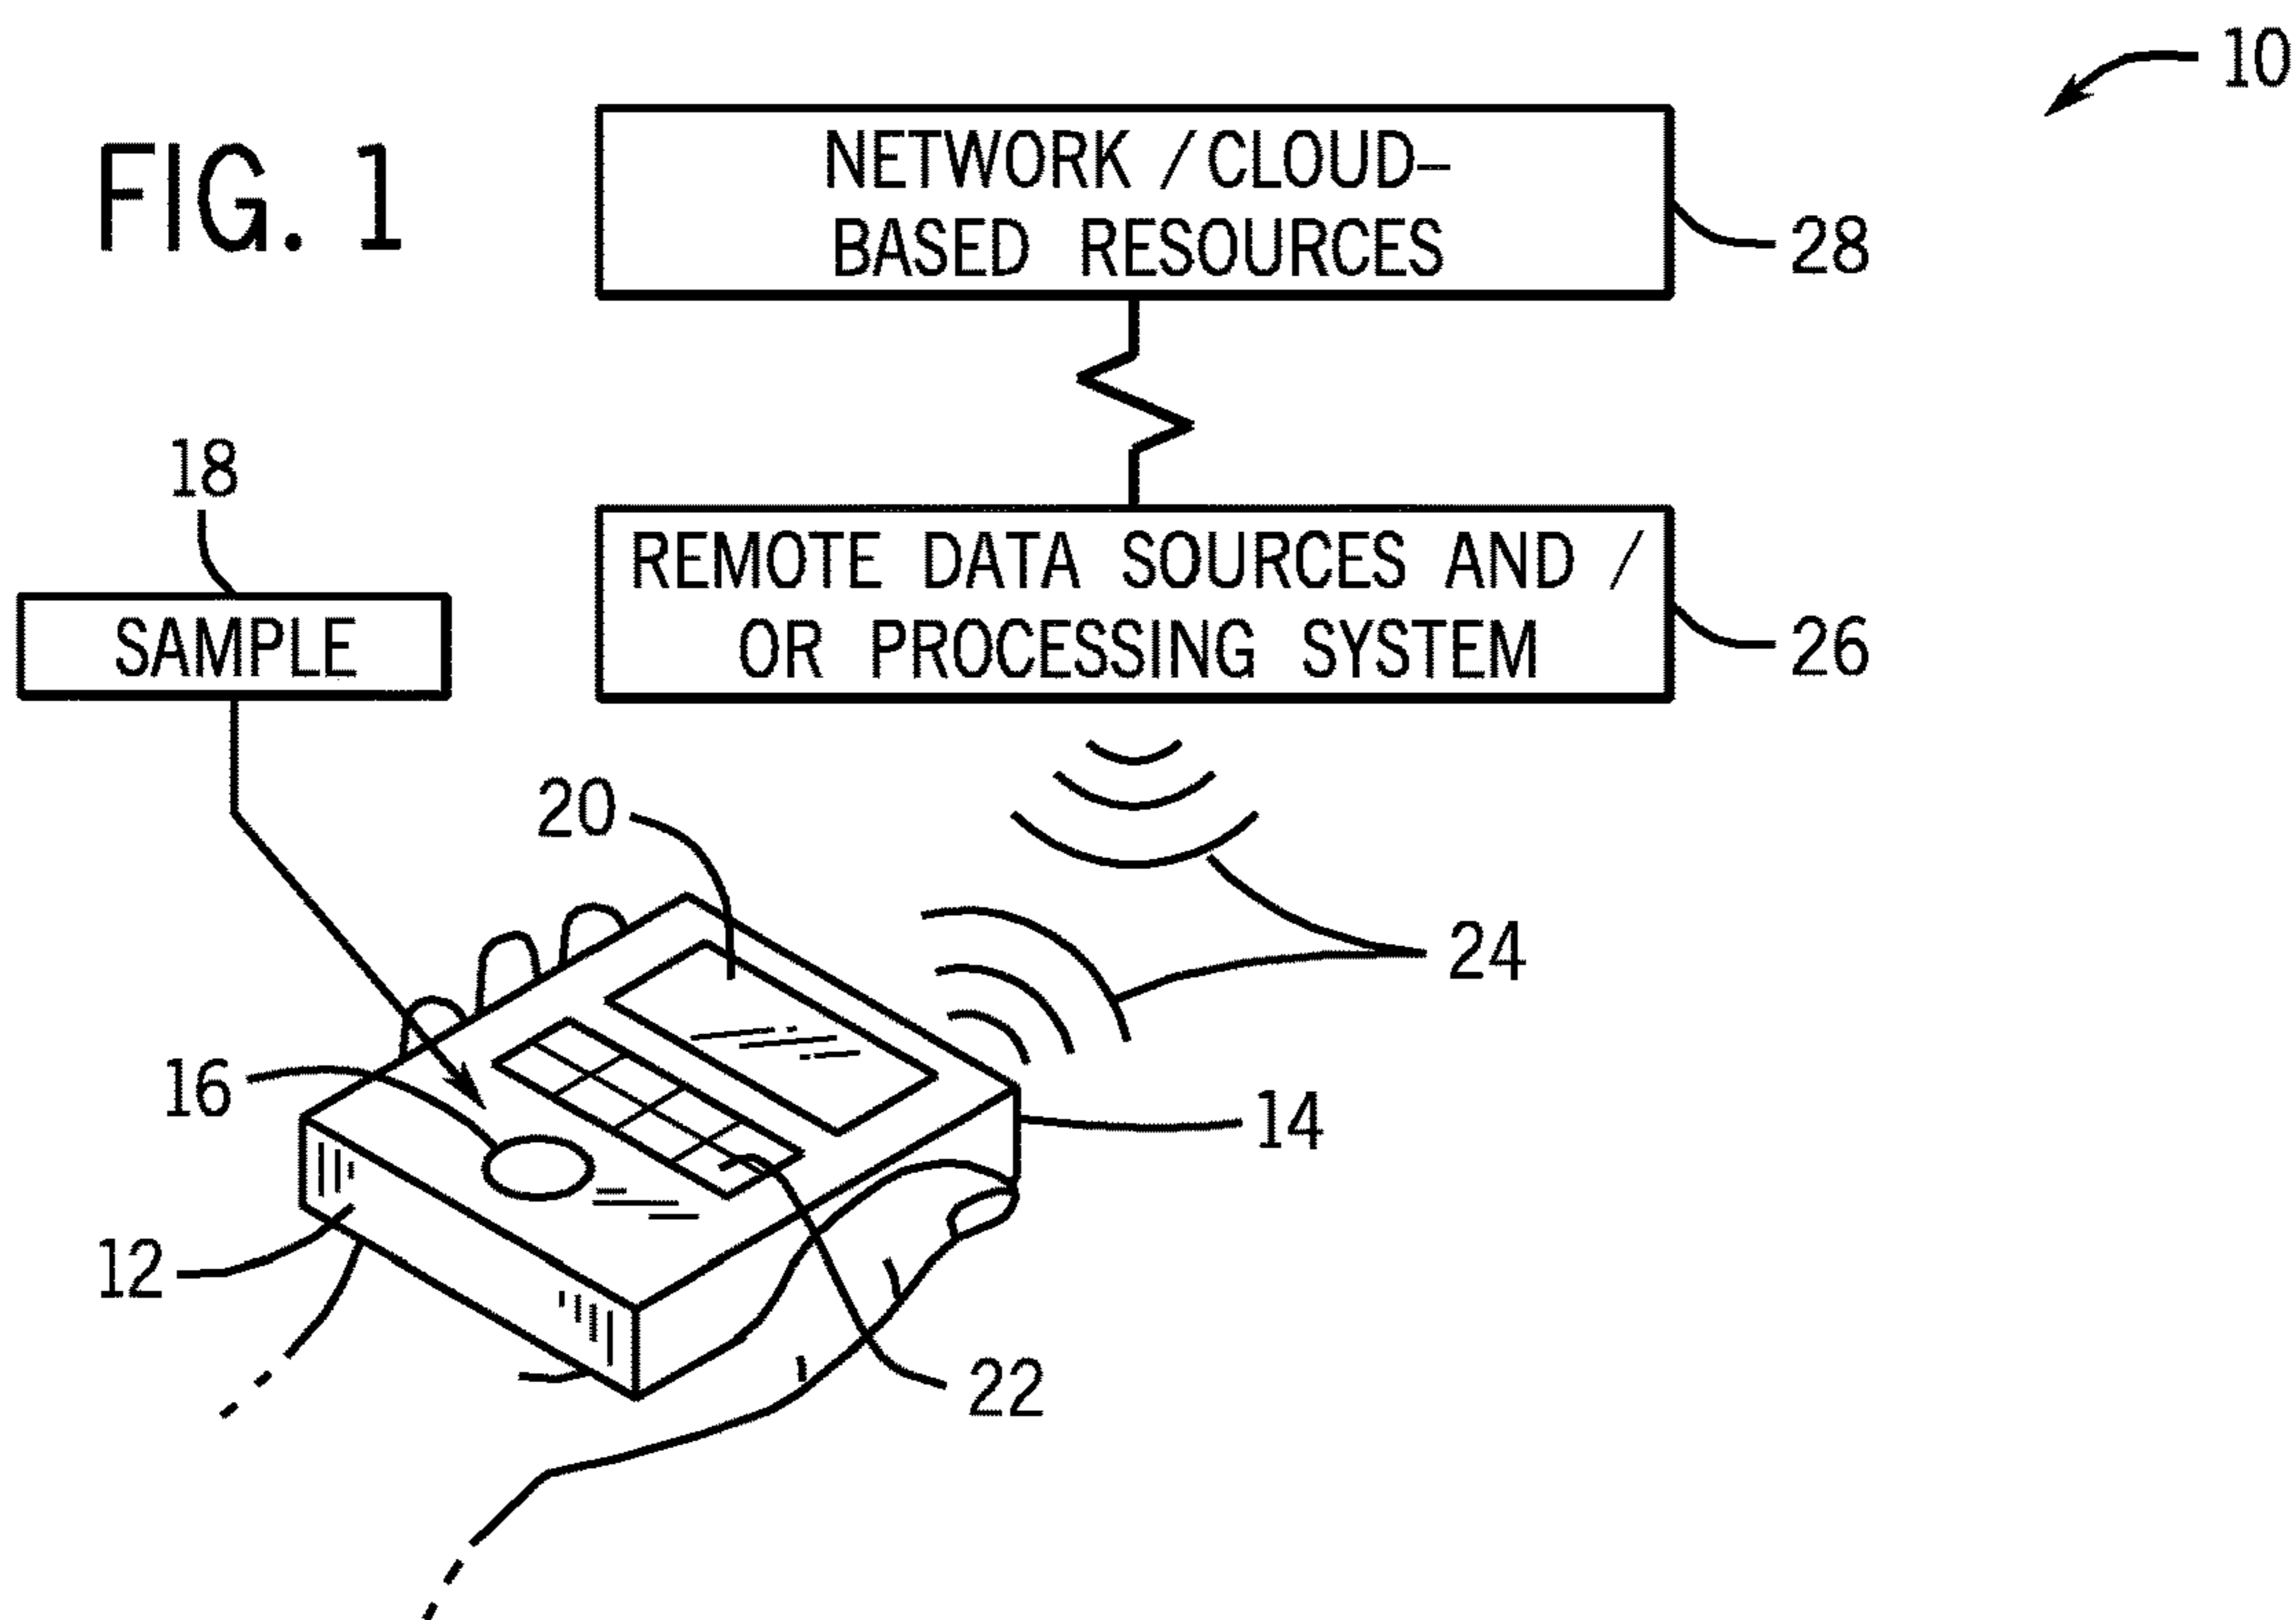 10
FIG. 1
NETWORK / CLOUD-
BASED RESOURCES
28
18
SAMPLE
REMOTE DATA SOURCES AND /
OR PROCESSING SYSTEM
26
20
24
16
14
12
22